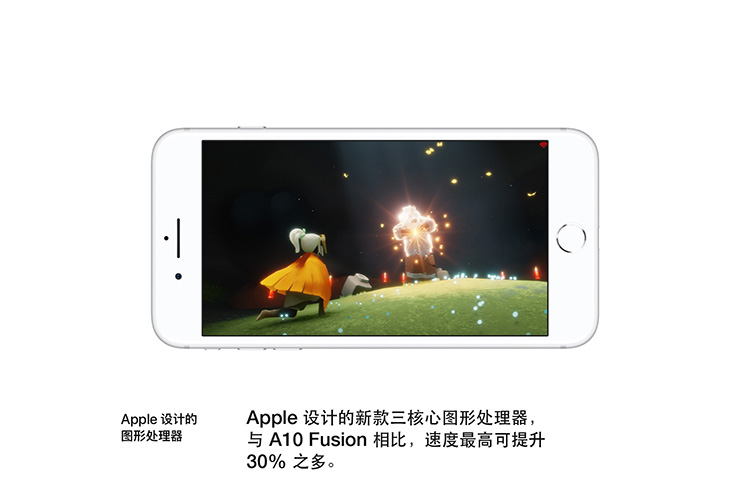 Apple 设计的
图形处理器
Apple 设计的新款三核心图形处理器，
与 A10 Fusion 相比，速度最高可提升
30% 之多。